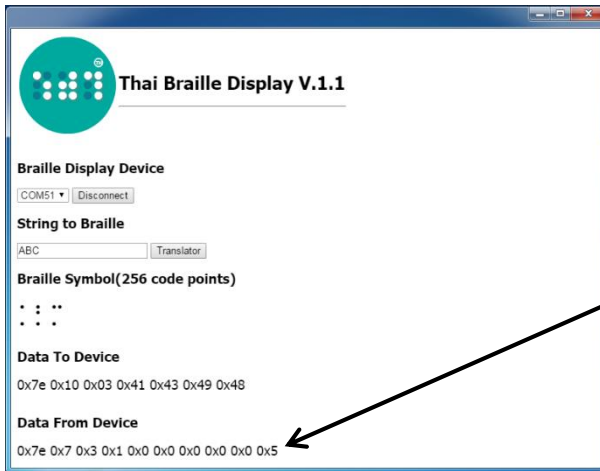 Thai Braille Display V.1.1
Braille Display Device
COM51 Disconnect
String to Braille
ABC Translator
Braille Symbol(256 code points)
Data To Device
0x7e 0x10 0x03 0x41 0x43 0x49 0x48
Data From Device
0x7e 0x7 0x3 0x1 0x0 0x0 0x0 0x0 0x0 0x5